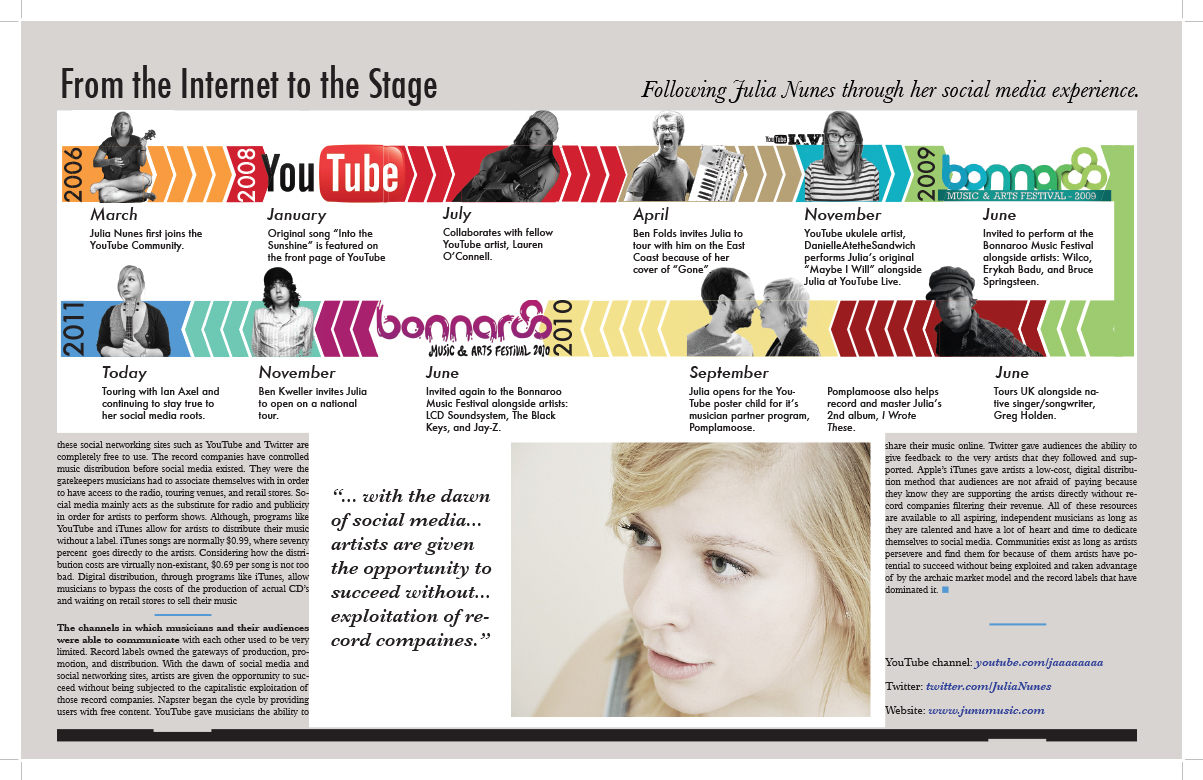 From the Internet to the Stage
Following Julia Nunes through her social media experience.
2006
2008
YouTube
YouTube LIVE
2009
bonnaroo
MUSIC & ARTS FESTIVAL - 2009
March
Julia Nunes first joins the
YouTube Community.
January
Original song “Into the
Sunshine” is featured on
the front page of YouTube
July
Collaborates with fellow
YouTube artist, Lauren
O’Connell.
April
Ben Folds invites Julia to
tour with him on the East
Coast because of her
cover of “Gone”
November
YouTube ukulele artist,
DanielleAtetheSandwich
performs Julia’s original
“Maybe I Will” alongside
Julia at YouTube Live.
June
Invited to perform at the
Bonnaroo Music Festival
alongside artists: Wilco,
Erykah Badu, and Bruce
Springsteen.
2011
bonnaroo
MUSIC & ARTS FESTIVAL 2010
2010
Today
Touring with Ian Axel and
continuing to stay true to
her social media roots.
November
Ben Kweller invites Julia
to open on a national
tour.
June
Invited again to the Bonnaroo
Music Festival alongside artists:
LCD Soundsystem, The Black
Keys, and Jay-Z.
September
Julia opens for the You-
Tube poster child for it’s
musician partner program,
Pomplamoose.
Pomplamoose also helps
record and master Julia’s
2nd album, I Wrote
These.
June
Tours UK alongside na-
tive singer/songwriter,
Greg Holden.
these social networking sites such as YouTube and Twitter are
completely free to use. The record companies have controlled
music distribution before social media existed. They were the
gatekeepers musicians had to associate themselves with in order
to have access to the radio, touring venues, and retail stores. So-
cial media mainly acts as the substitute for radio and publicity
in order for artists to perform shows. Although, programs like
YouTube and iTunes allow for artists to distribute their music
without a label. iTunes songs are normally $0.99, where seventy
percent goes directly to the artists. Considering how the distri-
bution costs are virtually non-existant, $0.69 per song is not too
bad. Digital distribution, through programs like iTunes, allow
musicians to bypass the costs of the production of actual CD’s
and waiting on retail stores to sell their music
The channels in which musicians and their audiences
were able to communicate with each other used to be very
limited. Record labels owned the gateways of production, pro-
motion, and distribution. With the dawn of social media and
social networking sites, artists are given the opportunity to suc-
ceed without being subjected to the capitalistic exploitation of
those record companies. Napster began the cycle by providing
users with free content. YouTube gave musicians the ability to
“... with the dawn
of social media...
artists are given
the opportunity to
succeed without...
exploitation of re-
cord compaines.”
share their music online. Twitter gave audiences the ability to
give feedback to the very artists that they followed and sup-
ported. Apple’s iTunes gave artists a low-cost, digital distribu-
tion method that audiences are not afraid of paying because
they know they are supporting the artists directly without re-
cord companies filtering their revenue. All of these resources
are available to all aspiring, independent musicians as long as
they are talented and have a lot of heart and time to dedicate
themselves to social media. Communities exist as long as artists
persevere and find them for because of them artists have po-
tential to succeed without being exploited and taken advantage
of by the archaic market model and the record labels that have
dominated it.
YouTube channel: youtube.com/jaaaaaaaa
Twitter: twitter.com/JuliaNunes
Website: www.junumusic.com